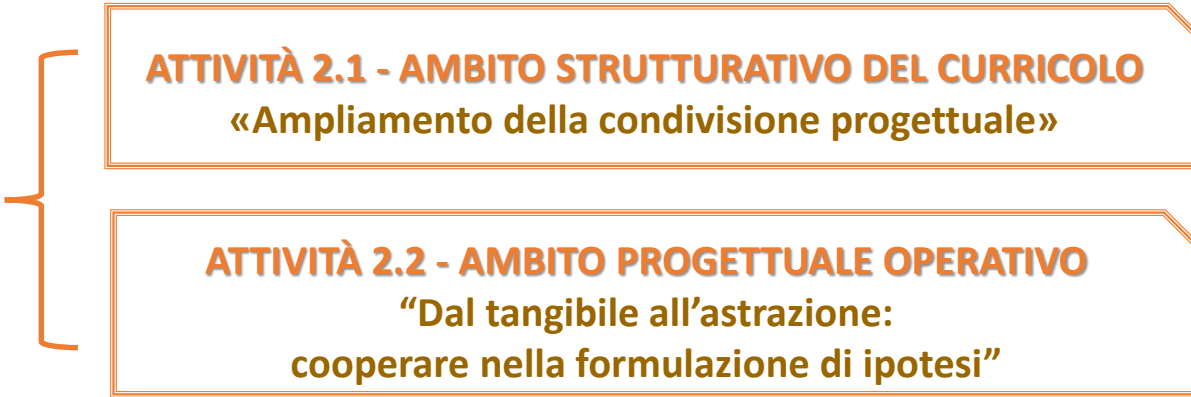 ATTIVITÀ 2.1 - AMBITO STRUTTURATIVO DEL CURRICOLO
«Ampliamento della condivisione progettuale»
ATTIVITÀ 2.2 - AMBITO PROGETTUALE OPERATIVO
“Dal tangibile all’astrazione:
cooperare nella formulazione di ipotesi”